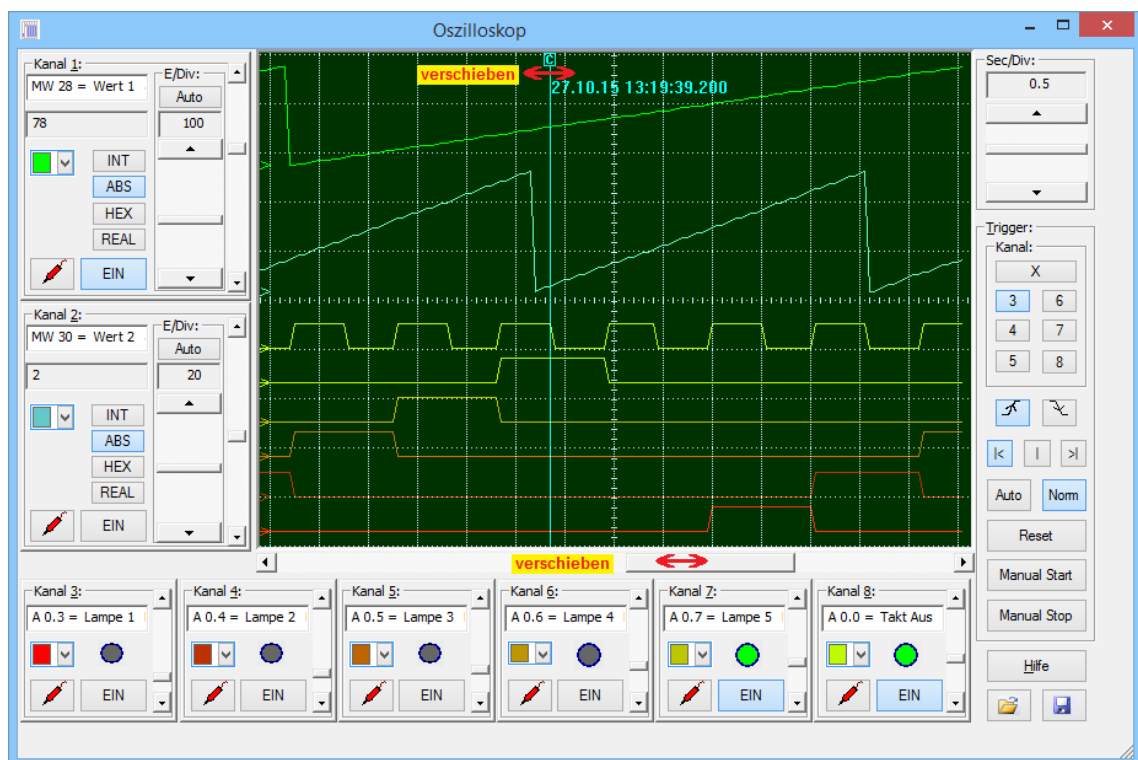 Oszilloskop
Kanal 1:
MW 28 = Wert 1
78
INT
ABS
HEX
REAL
EIN
E/Div:
Auto
100
Kanal 2:
MW 30 = Wert 2
2
INT
ABS
HEX
REAL
EIN
E/Div:
Auto
20
C
verschieben
27.10.15 13:19:39.200
verschieben
Sec/Div:
0.5
Trigger:
Kanal:
X
3 6
4 7
5 8
|< | >|
Auto Norm
Reset
Manual Start
Manual Stop
Hilfe
Kanal 3:
A 0.3 = Lampe 1
EIN
Kanal 4:
A 0.4 = Lampe 2
EIN
Kanal 5:
A 0.5 = Lampe 3
EIN
Kanal 6:
A 0.6 = Lampe 4
EIN
Kanal 7:
A 0.7 = Lampe 5
EIN
Kanal 8:
A 0.0 = Takt Aus
EIN